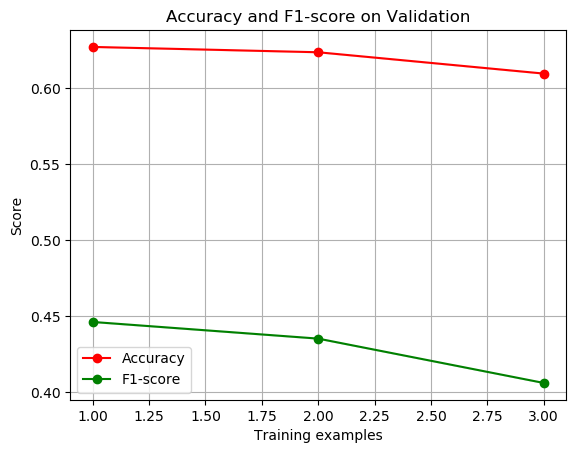 Accuracy and F1-score on Validation
Score
0.60
0.55
0.50
0.45
0.40
Accuracy
F1-score
1.00 1.25 1.50 1.75 2.00 2.25 2.50 2.75 3.00
Training examples